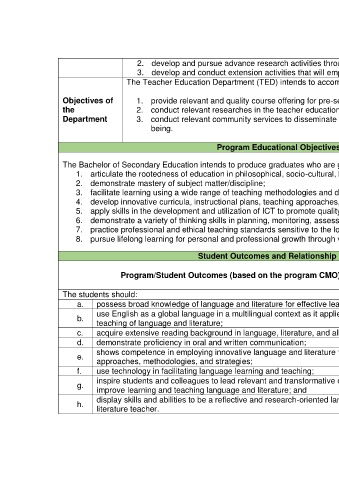 2. develop and pursue advance research activities
3. develop and conduct extension activities that will
The Teacher Education Department (TED) intends to
Objectives of
the
Department
1. provide relevant and quality course offering for
2. conduct relevant researches in the teacher education
3. conduct relevant community services to disseminate
being.
Program Educational Objectives
The Bachelor of Secondary Education intends to produce graduates who are
1. articulate the rootedness of education in philosophical, socio-cultural,
2. demonstrate mastery of subject matter/discipline;
3. facilitate learning using a wide range of teaching methodologies and
4. develop innovative curricula, instructional plans, teaching approaches,
5. apply skills in the development and utilization of ICT to promote
6. demonstrate a variety of thinking skills in planning, monitoring,
7. practice professional and ethical teaching standards sensitive to the
8. pursue lifelong learning for personal and professional growth through
Student Outcomes and Relationship
Program/Student Outcomes (based on the program CMO)
The students should:
a. possess broad knowledge of language and literature for effective
b. use English as a global language in a multilingual context as it
teaching of language and literature;
c. acquire extensive reading background in language, literature, and
d. demonstrate proficiency in oral and written communication;
e. shows competence in employing innovative language and literature
approaches, methodologies, and strategies;
f. use technology in facilitating language learning and teaching;
g. inspire students and colleagues to lead relevant and transformative
improve learning and teaching language and literature; and
h. display skills and abilities to be a reflective and research-oriented
literature teacher.